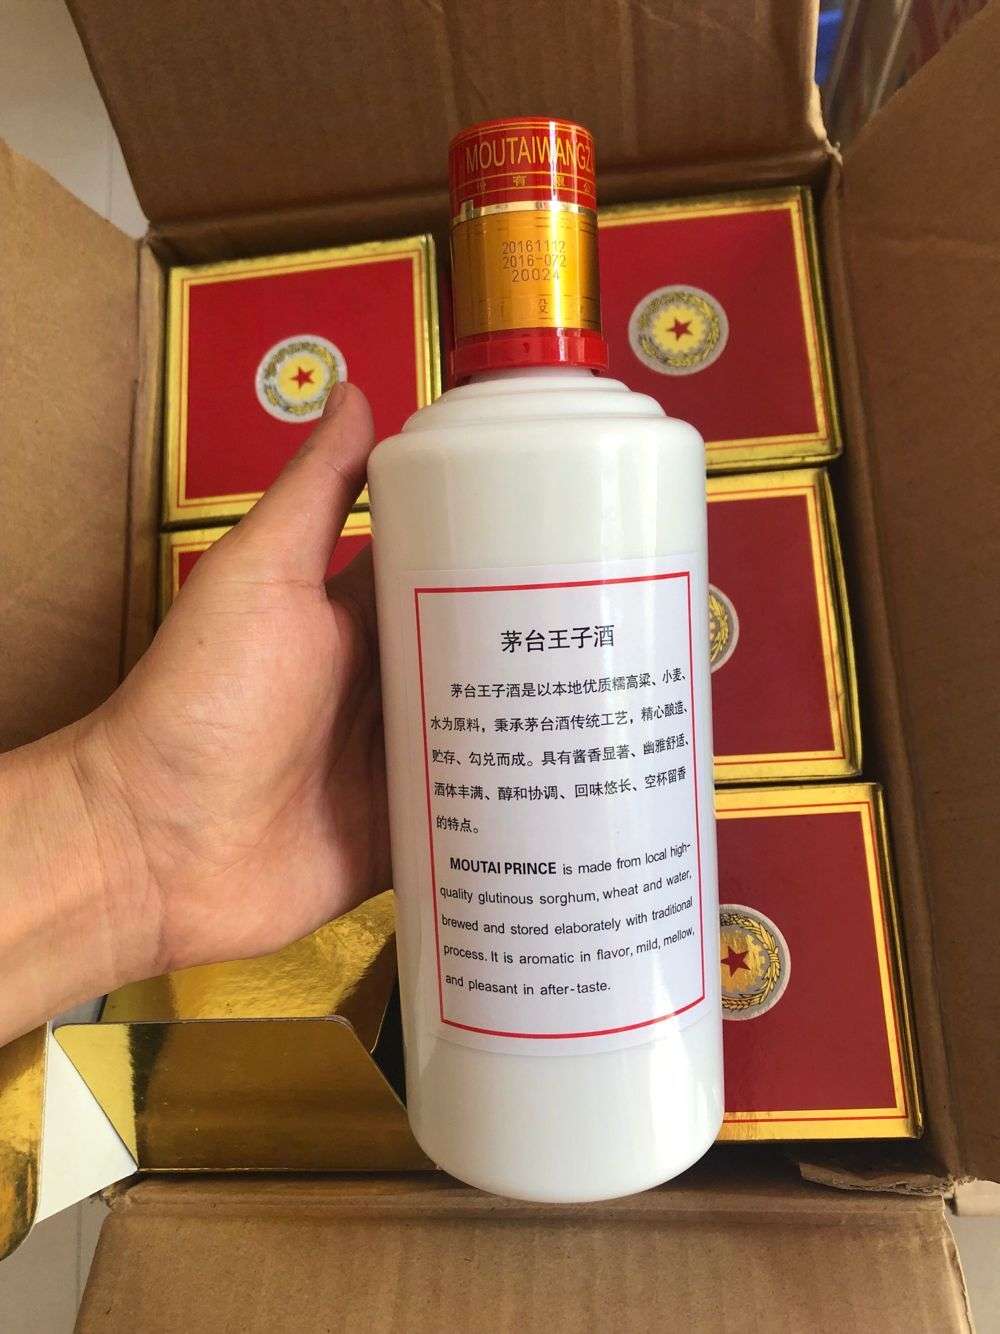 MOUTAIWANGZ
份有限公
20161112
2016-072
20024
茅台王子酒
茅台王子酒是以本地优质糯高粱、小麦、
水为原料，秉承茅台酒传统工艺，精心酿造、
贮存、勾兑而成。具有酱香显著、幽雅舒适、
酒体丰满、醇和协调、回味悠长、空杯留香
的特点。
MOUTAI PRINCE is made from local high-
quality glutinous sorghum, wheat and water,
brewed and stored elaborately with traditional
process. It is aromatic in flavor, mild, mellow,
and pleasant in after-taste.